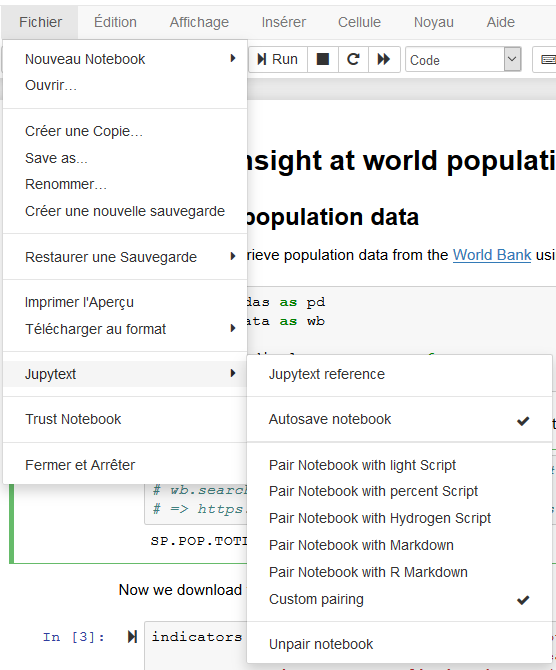 Fichier Édition Affichage Insérer Cellule Noyau Aide
Nouveau Notebook
Run
Code
Ouvrir…
Créer une Copie…
Save as...
Renommer…
Créer une nouvelle sauvegarde
Restaurer une Sauvegarde
Imprimer l'Aperçu
Télécharger au format
Jupytext
Trust Notebook
Fermer et Arrêter
nsight at world populati
population data
rieve population data from the World Bank usi
das as pd
ata as wb
Jupytext reference
Autosave notebook
Pair Notebook with light Script
Pair Notebook with percent Script
Pair Notebook with Hydrogen Script
Pair Notebook with Markdown
Pair Notebook with R Markdown
Custom pairing
Unpair notebook
# wb.search
# => https:
SP.POP.TOTL
Now we download
In [3]:
indicators